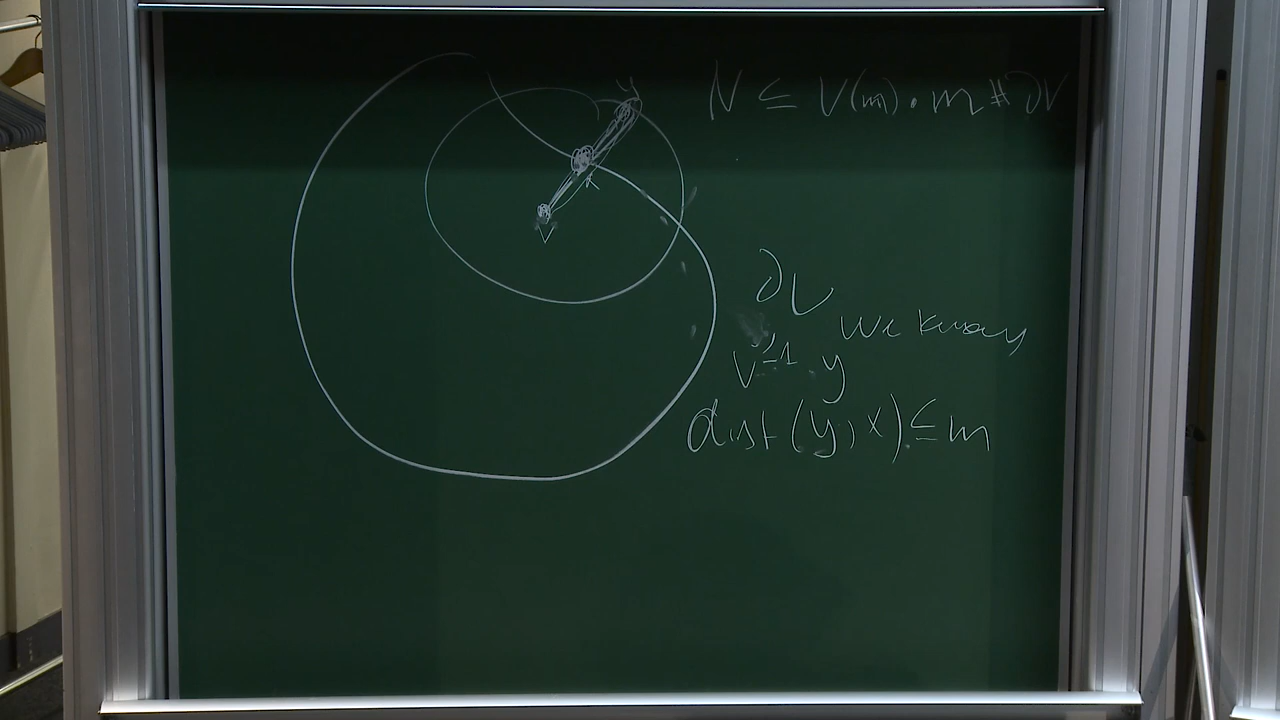 N ≤ V(m) · m # ∂V
y
x
v
∂V
we know
v⁻¹ · y
dist (y, x) ≤ m